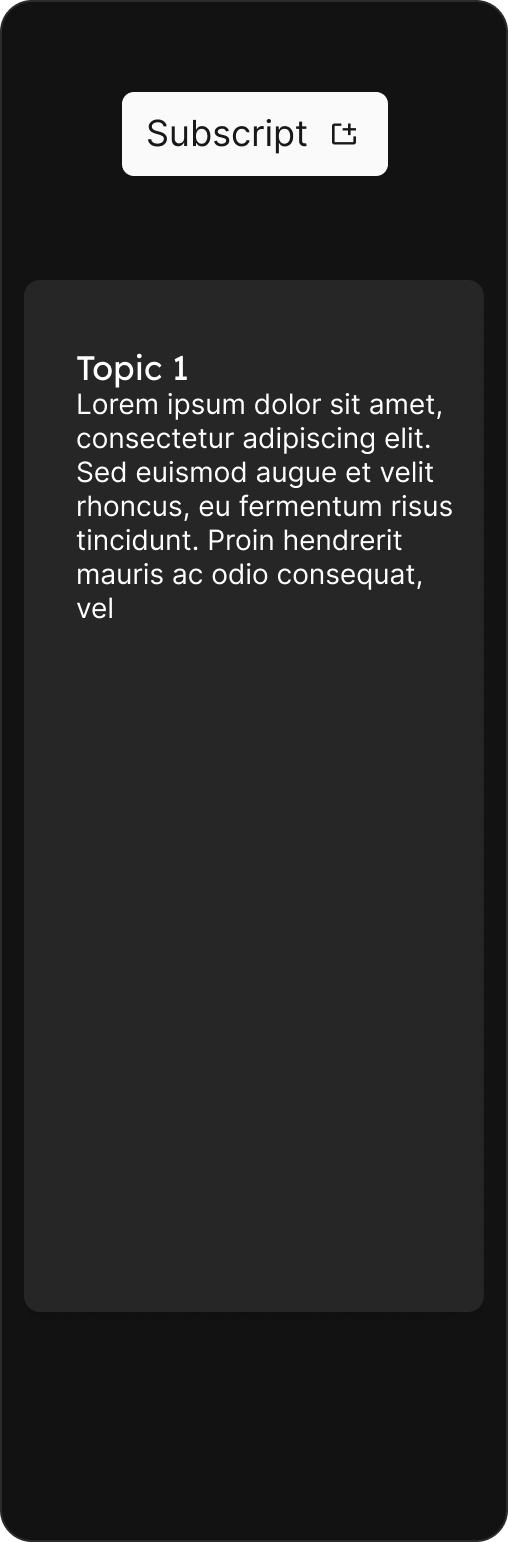 Subscript
Topic 1
Lorem ipsum dolor sit amet,
consectetur adipiscing elit.
Sed euismod augue et velit
rhoncus, eu fermentum risus
tincidunt. Proin hendrerit
mauris ac odio consequat,
vel